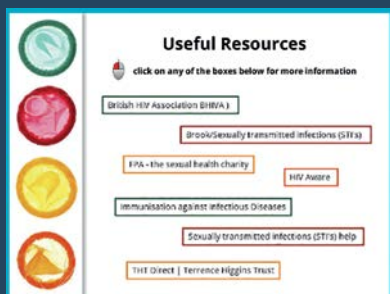 Useful Resources
click on any of the boxes below for more information
British HIV Association BHIVA )
Brook/Sexually transmitted infections (STI's)
FPA - the sexual health charity
HIV Aware
Immunisation against Infectious Diseases
Sexually transmitted infections (STI's) help
THT Direct | Terrence Higgins Trust